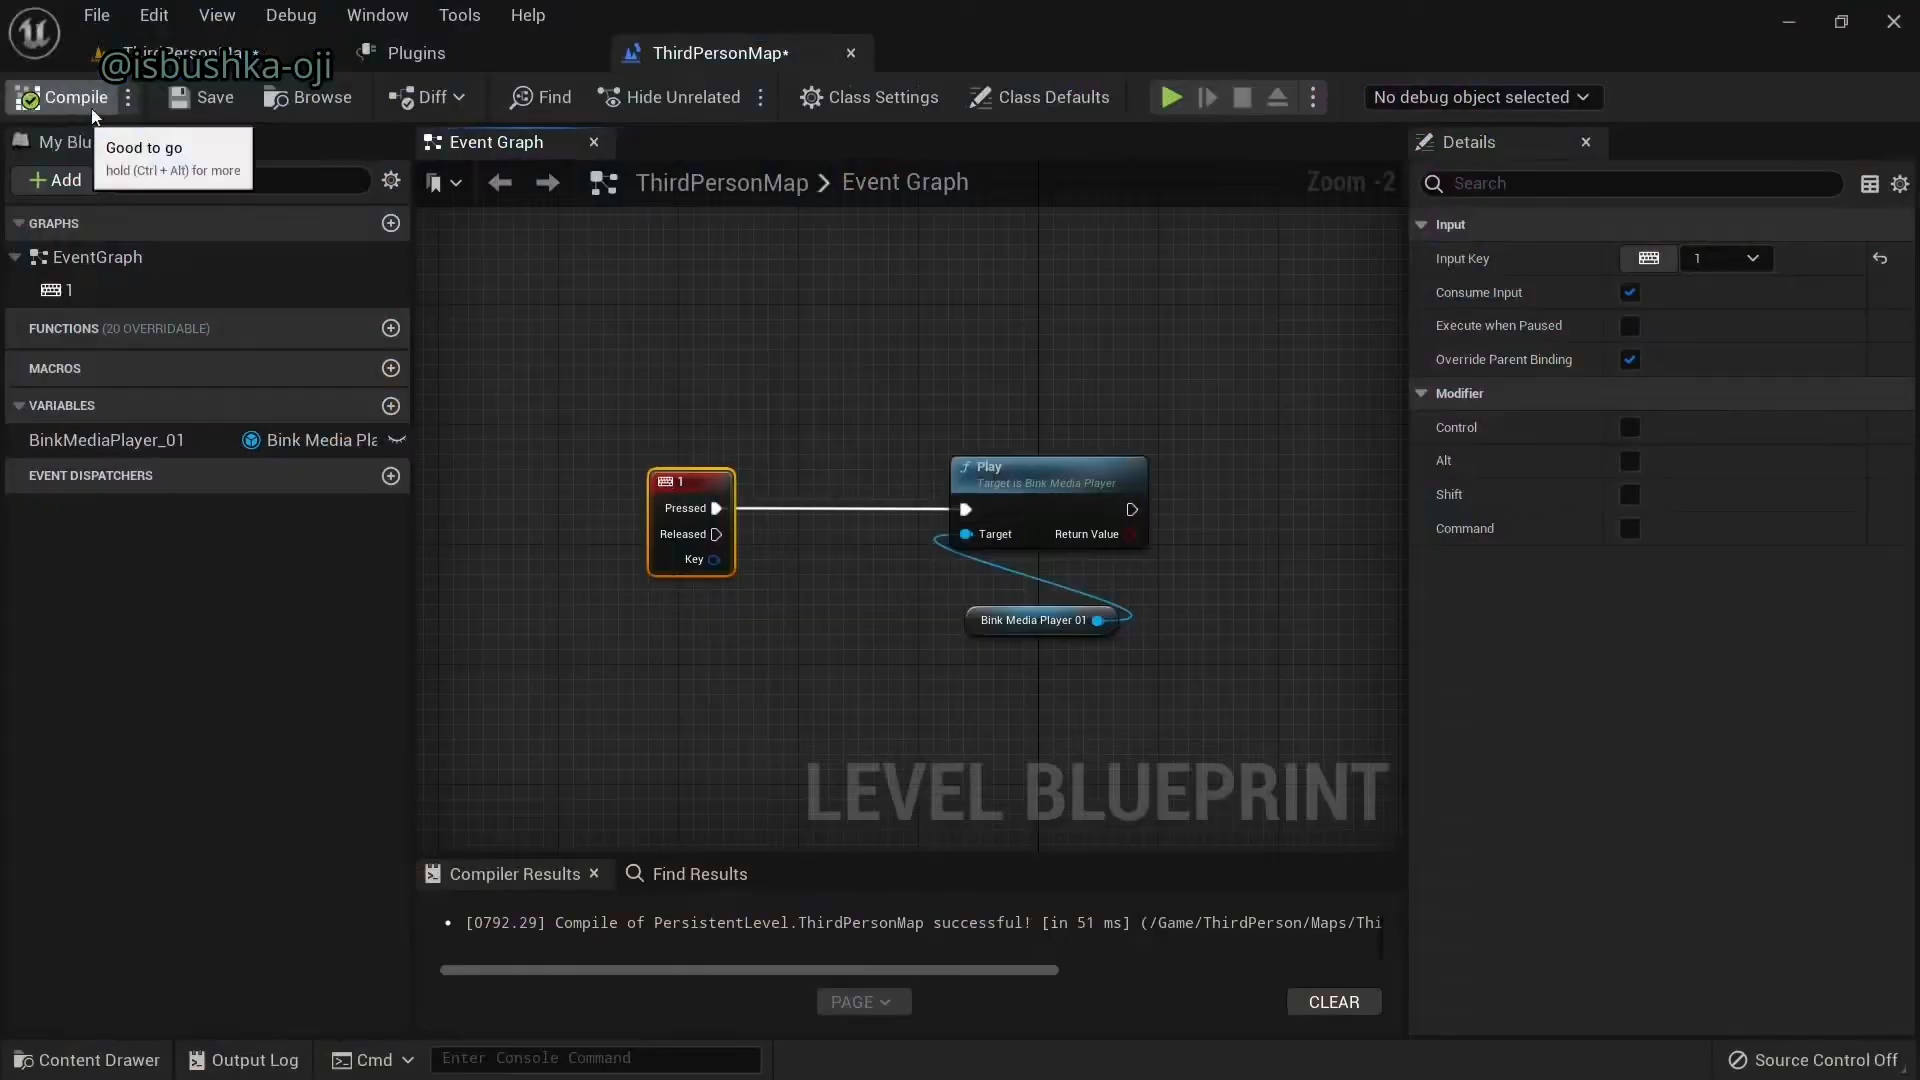 File Edit View Debug Window Tools Help
@isbushka-oji
Plugins
ThirdPersonMap*
Compile
Save
Browse
Diff
Find
Hide Unrelated
Class Settings
Class Defaults
No debug object selected
My Blu
Good to go
hold (Ctrl + Alt) for more
Add
GRAPHS
EventGraph
1
FUNCTIONS (20 OVERRIDABLE)
MACROS
VARIABLES
BinkMediaPlayer_01
Bink Media Pla
EVENT DISPATCHERS
Event Graph
ThirdPersonMap > Event Graph
Zoom -2
1
Pressed
Released
Key
Play
Target is Bink Media Player
Target
Return Value
Bink Media Player 01
LEVEL BLUEPRINT
Compiler Results
Find Results
[0792.29] Compile of PersistentLevel.ThirdPersonMap successful! [in 51 ms] (/Game/ThirdPerson/Maps/Thi
PAGE
CLEAR
Details
Search
Input
Input Key
1
Consume Input
Execute when Paused
Override Parent Binding
Modifier
Control
Alt
Shift
Command
Content Drawer
Output Log
Cmd
Enter Console Command
Source Control Off